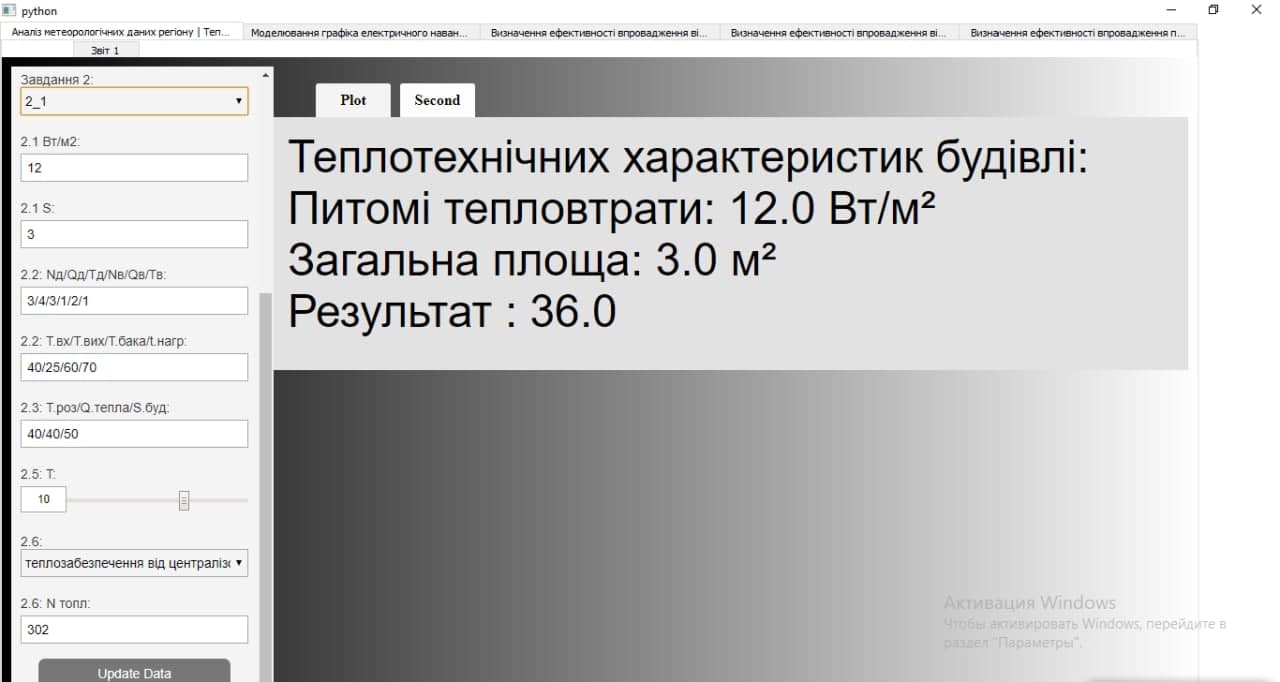 python
Аналіз метеорологічних даних регіону | Теп...
Моделювання графіка електричного наван...
Визначення ефективності впровадження ві...
Визначення ефективності впровадження ві...
Визначення ефективності впровадження п...
Звіт 1
Завдання 2:
2_1
2.1 Вт/м2:
12
2.1 S:
3
2.2: Nд/Qд/Tд/Nв/Qв/Tв:
3/4/3/1/2/1
2.2: Т.вх/Т.вих/Т.бака/t.нагр:
40/25/60/70
2.3: Т.роз/Q.тепла/S.буд:
40/40/50
2.5: Т:
10
2.6:
теплозабезпечення від централізо
2.6: N топл:
302
Update Data
Plot
Second
Теплотехнічних характеристик будівлі:
Питомі тепловтрати: 12.0 Вт/м²
Загальна площа: 3.0 м²
Результат : 36.0
Активация Windows
Чтобы активировать Windows, перейдите в
раздел "Параметры".